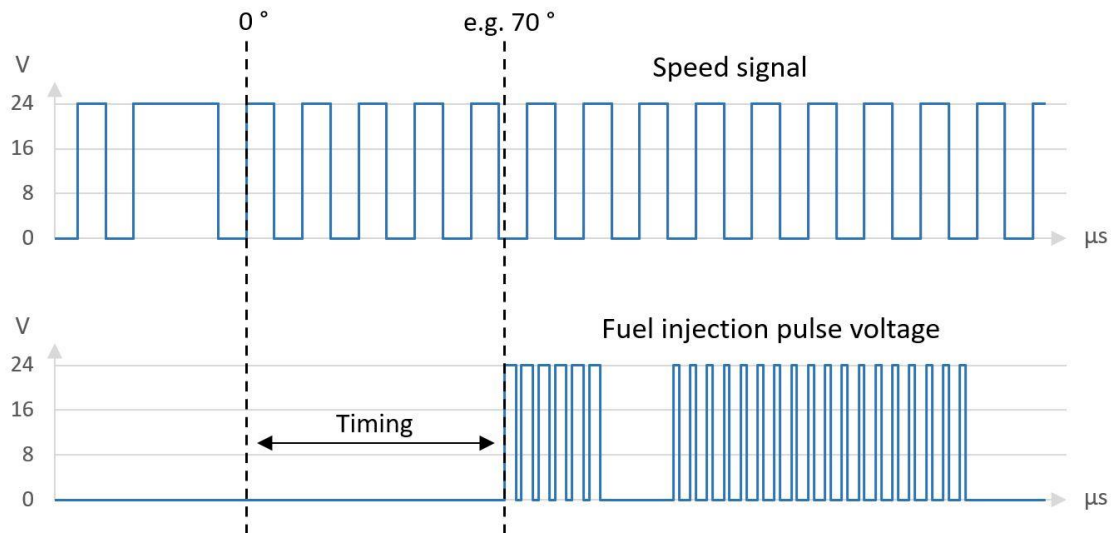 0 °
e.g. 70 °
V
Speed signal
24
16
8
0
µs
V
Fuel injection pulse voltage
24
16
Timing
8
0
µs